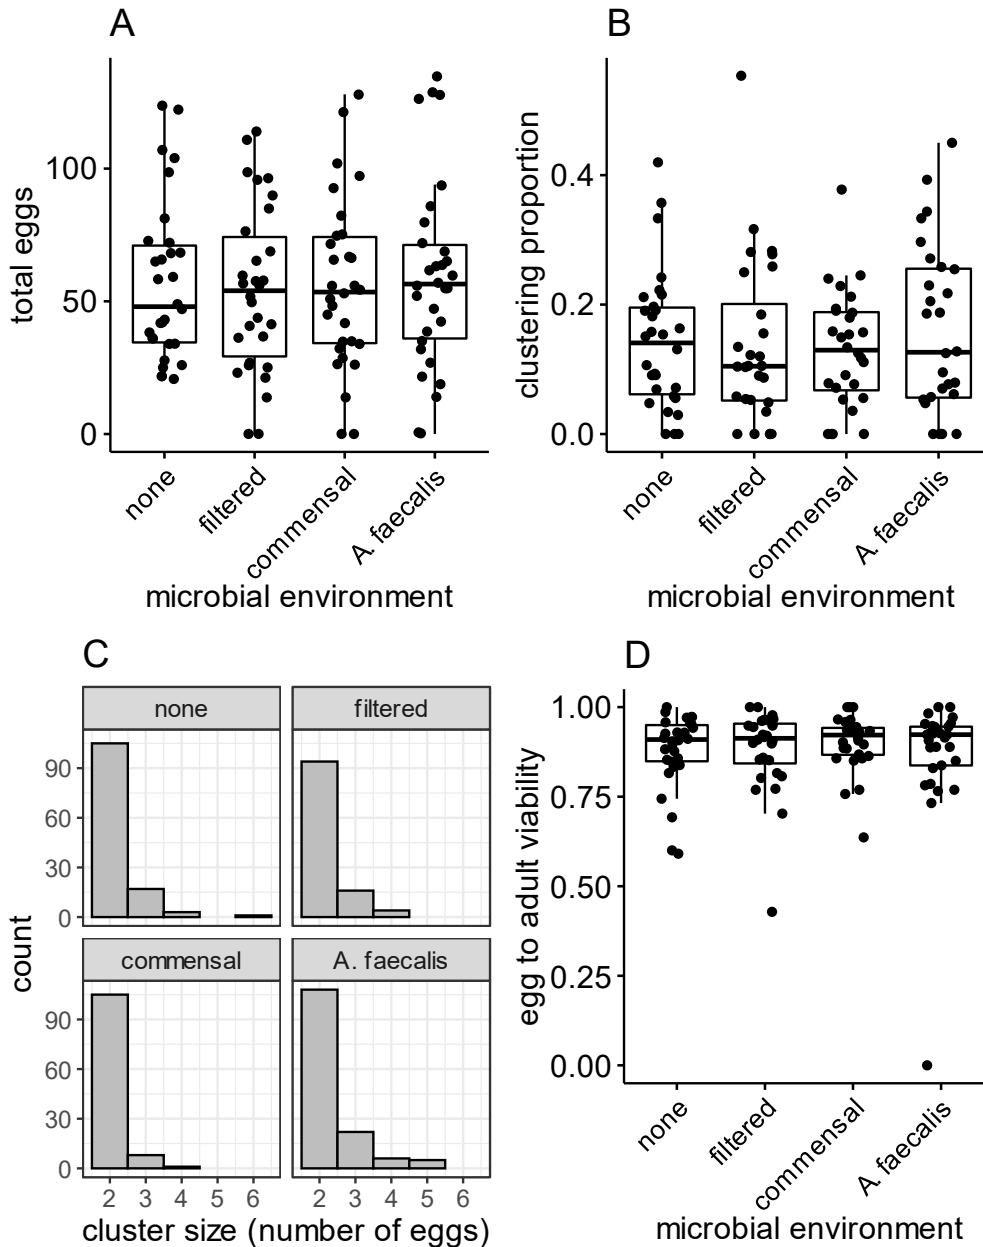 A
total eggs
100
50
0
none
filtered
commensal
A. faecalis
microbial environment
B
clustering proportion
0.4
0.2
0.0
none
filtered
commensal
A. faecalis
microbial environment
C
count
none
filtered
90
60
30
0
commensal
A. faecalis
90
60
30
0
2 3 4 5 6
2 3 4 5 6
cluster size (number of eggs)
D
egg to adult viability
1.00
0.75
0.50
0.25
0.00
none
filtered
commensal
A. faecalis
microbial environment